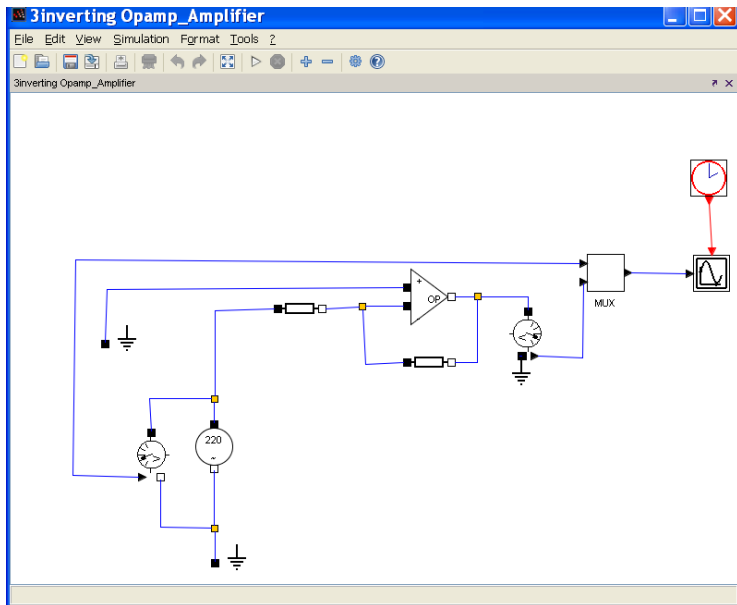 3inverting Opamp_Amplifier
File Edit View Simulation Format Tools ?
3inverting Opamp_Amplifier
+
OP
-
MUX
220
~